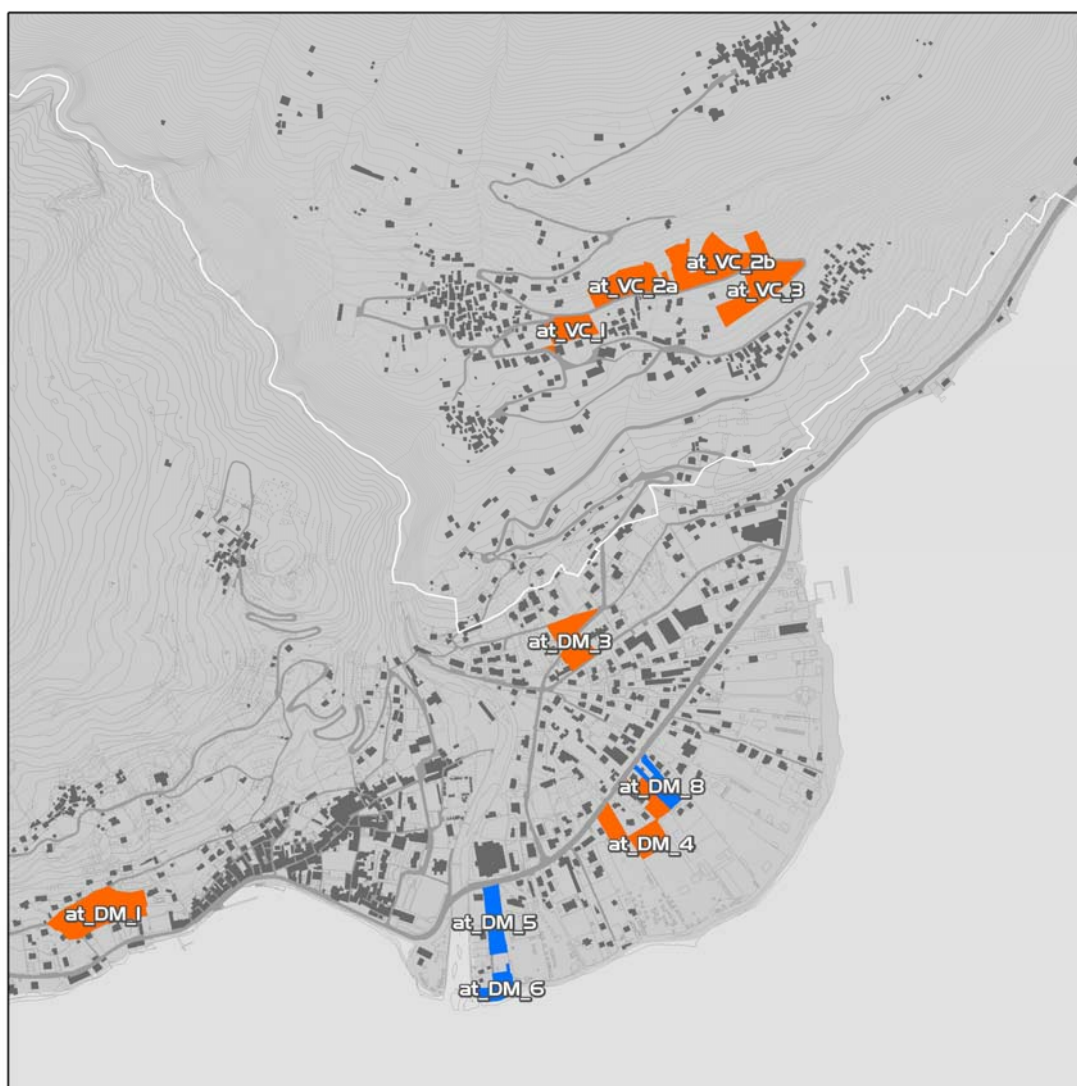 at_VC_2b
at_VC_2a
at_VC_3
at_VC_1
at_DM_3
at_DM_8
at_DM_4
at_DM_1
at_DM_5
at_DM_6